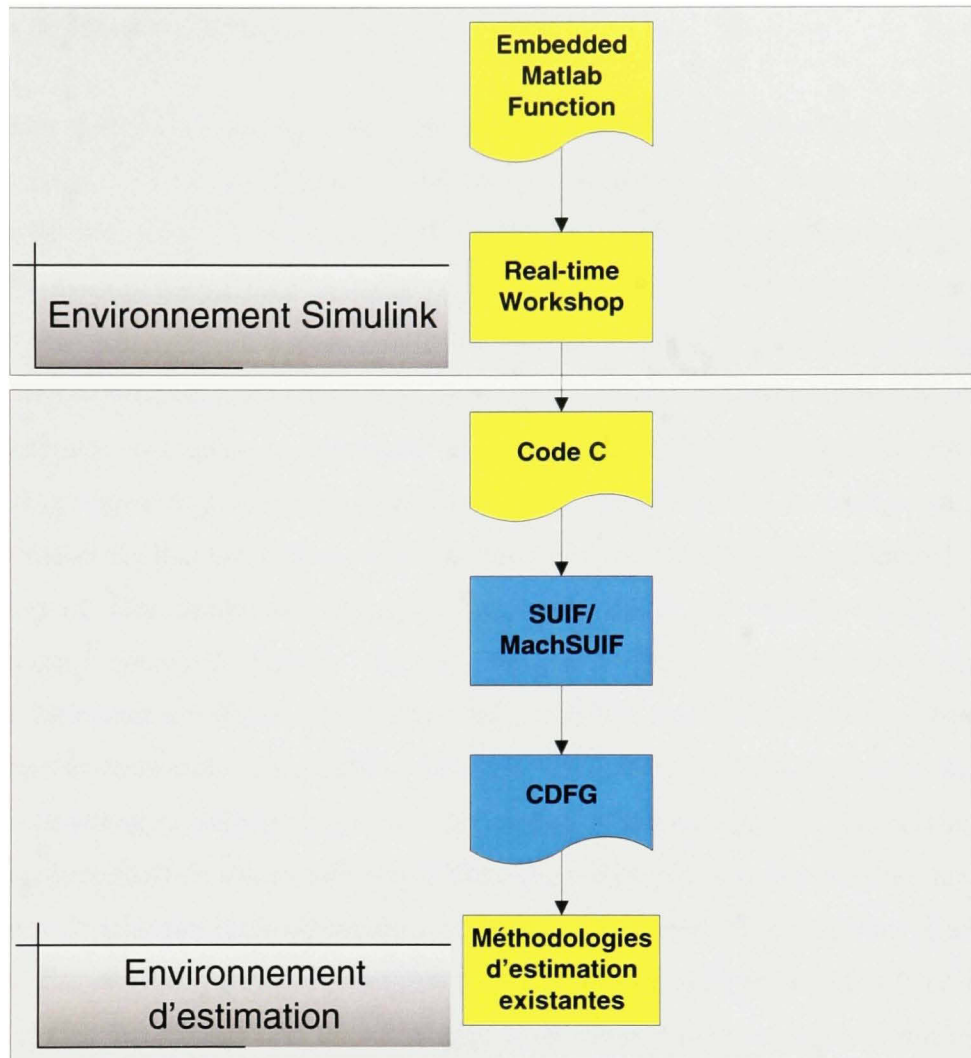 Embedded
Matlab
Function
Real-time
Workshop
Environnement Simulink
Code C
SUIF/
MachSUIF
CDFG
Méthodologies
d'estimation
existantes
Environnement
d'estimation